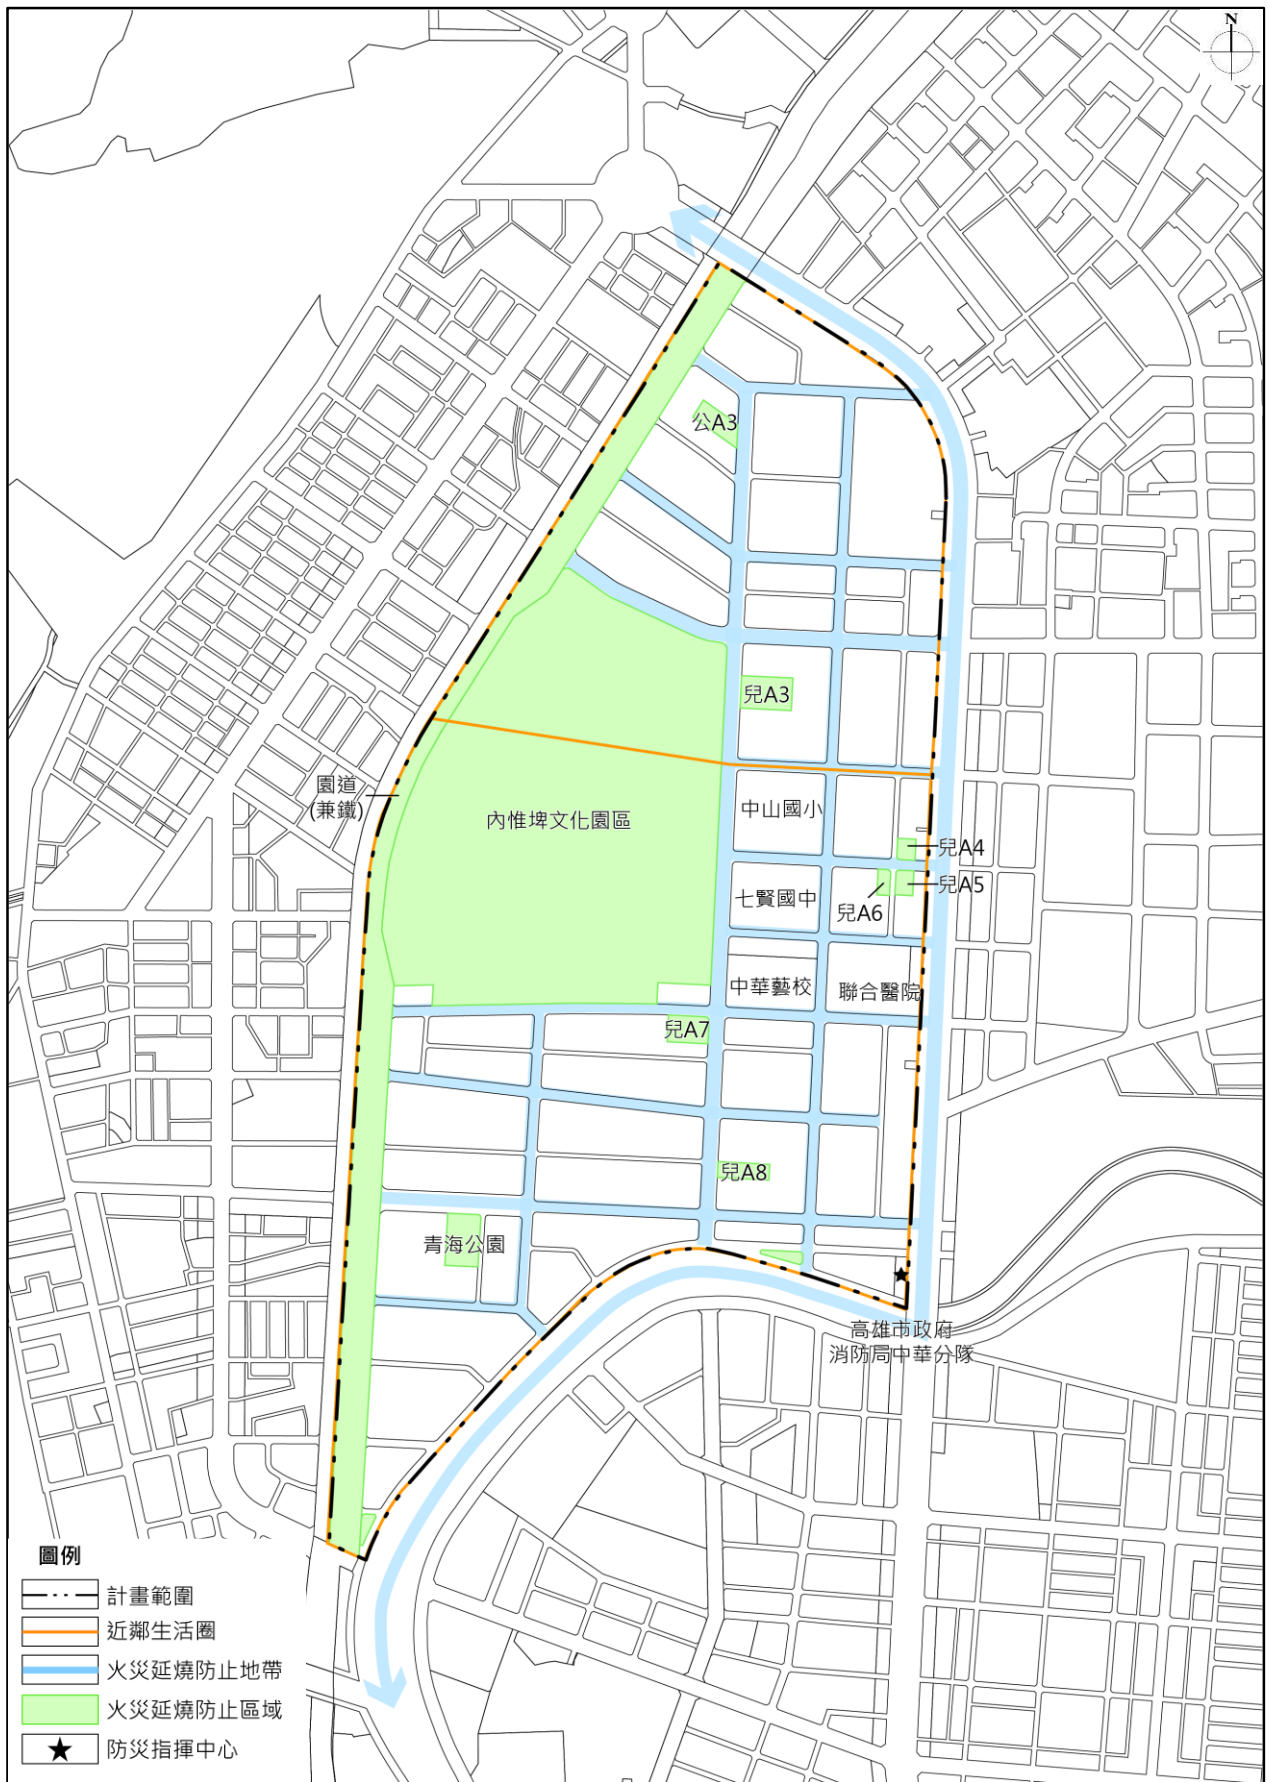 N
公A3
兒A3
園道
(兼鐵)
內惟埤文化園區
中山國小
兒A4
七賢國中
兒A5
兒A6
中華藝校
聯合醫院
兒A7
兒A8
青海公園
高雄市政府
消防局中華分隊
圖例
計畫範圍
近鄰生活圈
火災延燒防止地帶
火災延燒防止區域
防災指揮中心